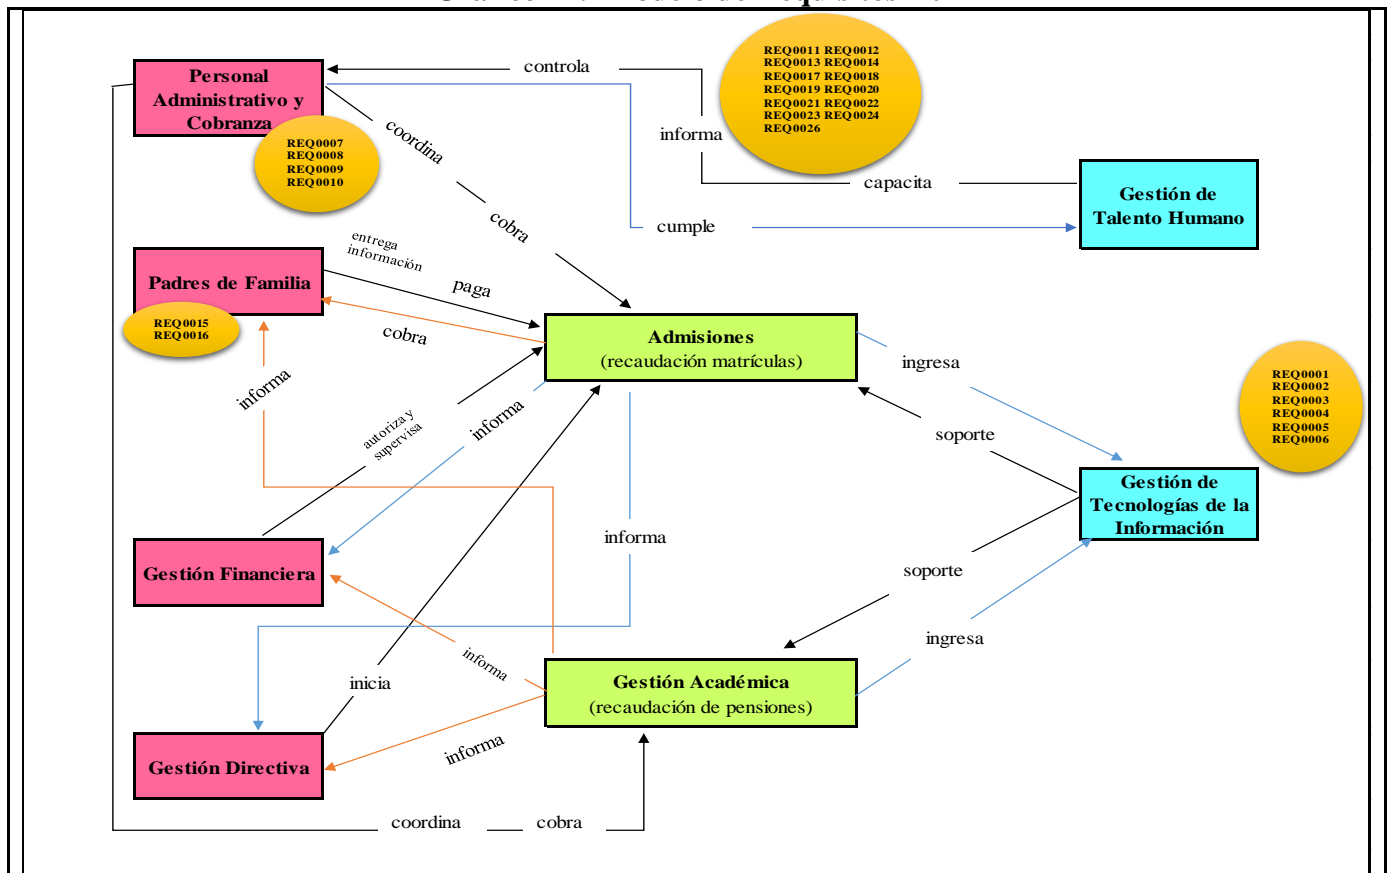 controla
REQ0011 REQ0012
REQ0013 REQ0014
REQ0017 REQ0018
REQ0019 REQ0020
REQ0021 REQ0022
REQ0023 REQ0024
REQ0026
Personal
Administrativo y
Cobranza
coordina
informa
REQ0007
REQ0008
REQ0009
REQ0010
capacita
Gestión de
Talento Humano
cobra
cumple
entrega
información
Padres de Familia
paga
REQ0015
REQ0016
cobra
Admisiones
(recaudación matrículas)
ingresa
REQ0001
REQ0002
REQ0003
REQ0004
REQ0005
REQ0006
informa
autoriza y
supervisa
informa
soporte
Gestión de
Tecnologías de la
Información
informa
Gestión Financiera
soporte
ingresa
informa
inicia
Gestión Académica
(recaudación de pensiones)
informa
Gestión Directiva
coordina
cobra